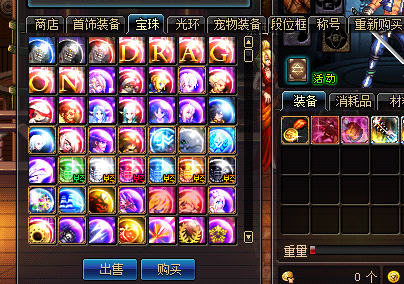 商店 首饰装备 宝珠 光环 宠物装备 段位框 称号 重新购买
D R A G
O N
活动
装备 消耗品 材
重量
出售 购买
0 个